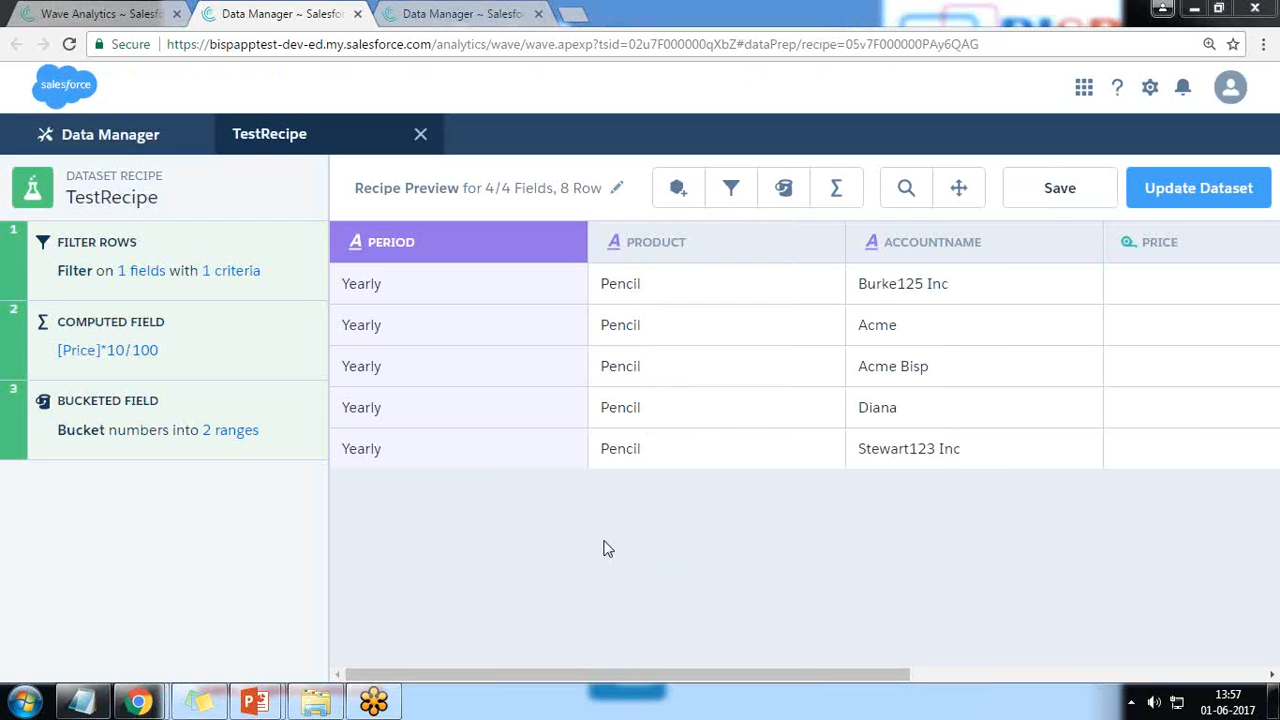 Wave Analytics ~ Salesf
Data Manager ~ Salesfo
Data Manager ~ Salesfo
Secure
https://bispapptest-dev-ed.my.salesforce.com/analytics/wave/wave.apexp?tsid=02u7F000000qXbZ#dataPrep/recipe=05v7F000000PAy6QAG
salesforce
Data Manager
TestRecipe
DATASET RECIPE
TestRecipe
Recipe Preview for 4/4 Fields, 8 Row
Save
Update Dataset
1
FILTER ROWS
Filter on 1 fields with 1 criteria
2
COMPUTED FIELD
[Price]*10/100
3
BUCKETED FIELD
Bucket numbers into 2 ranges
PERIOD PRODUCT ACCOUNTNAME PRICE
Yearly Pencil Burke125 Inc
Yearly Pencil Acme
Yearly Pencil Acme Bisp
Yearly Pencil Diana
Yearly Pencil Stewart123 Inc
13:57
01-06-2017